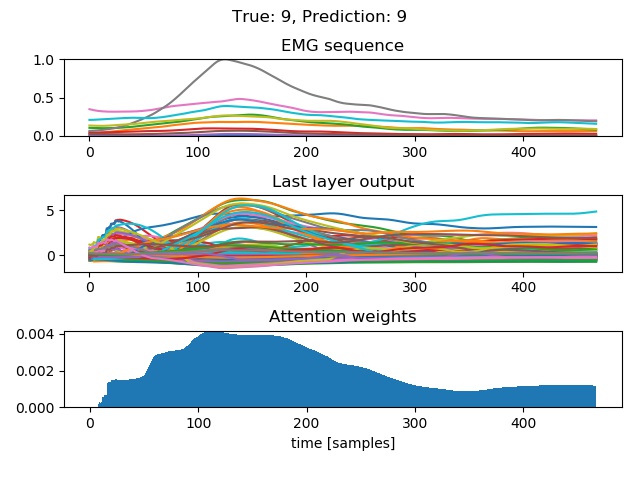 True: 9, Prediction: 9
EMG sequence
1.0
0.5
0.0
0 100 200 300 400
Last layer output
5
0
0 100 200 300 400
Attention weights
0.004
0.002
0.000
0 100 200 300 400
time [samples]